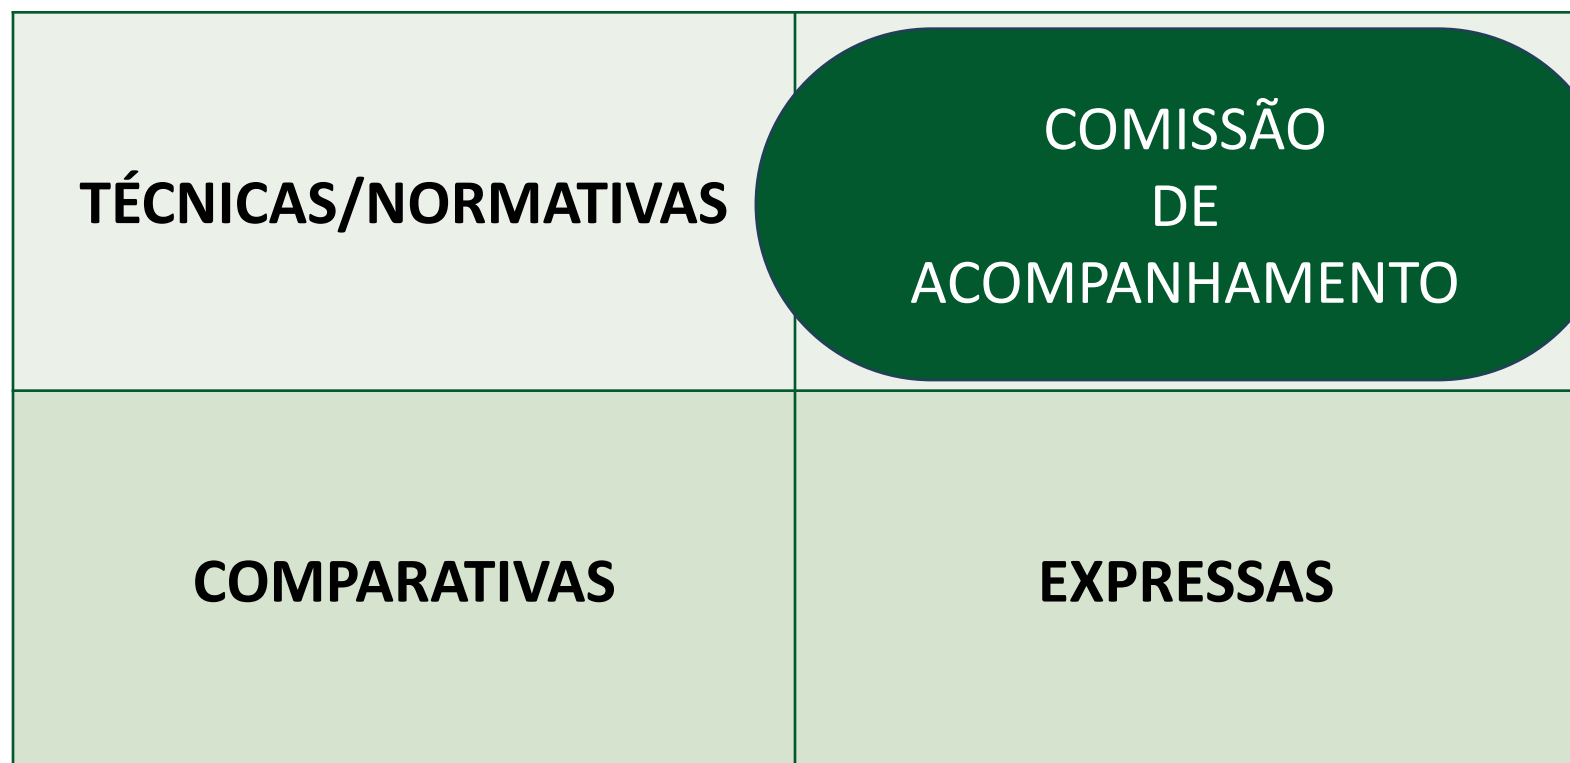 TÉCNICAS/NORMATIVAS
COMISSÃO
DE
ACOMPANHAMENTO
COMPARATIVAS
EXPRESSAS